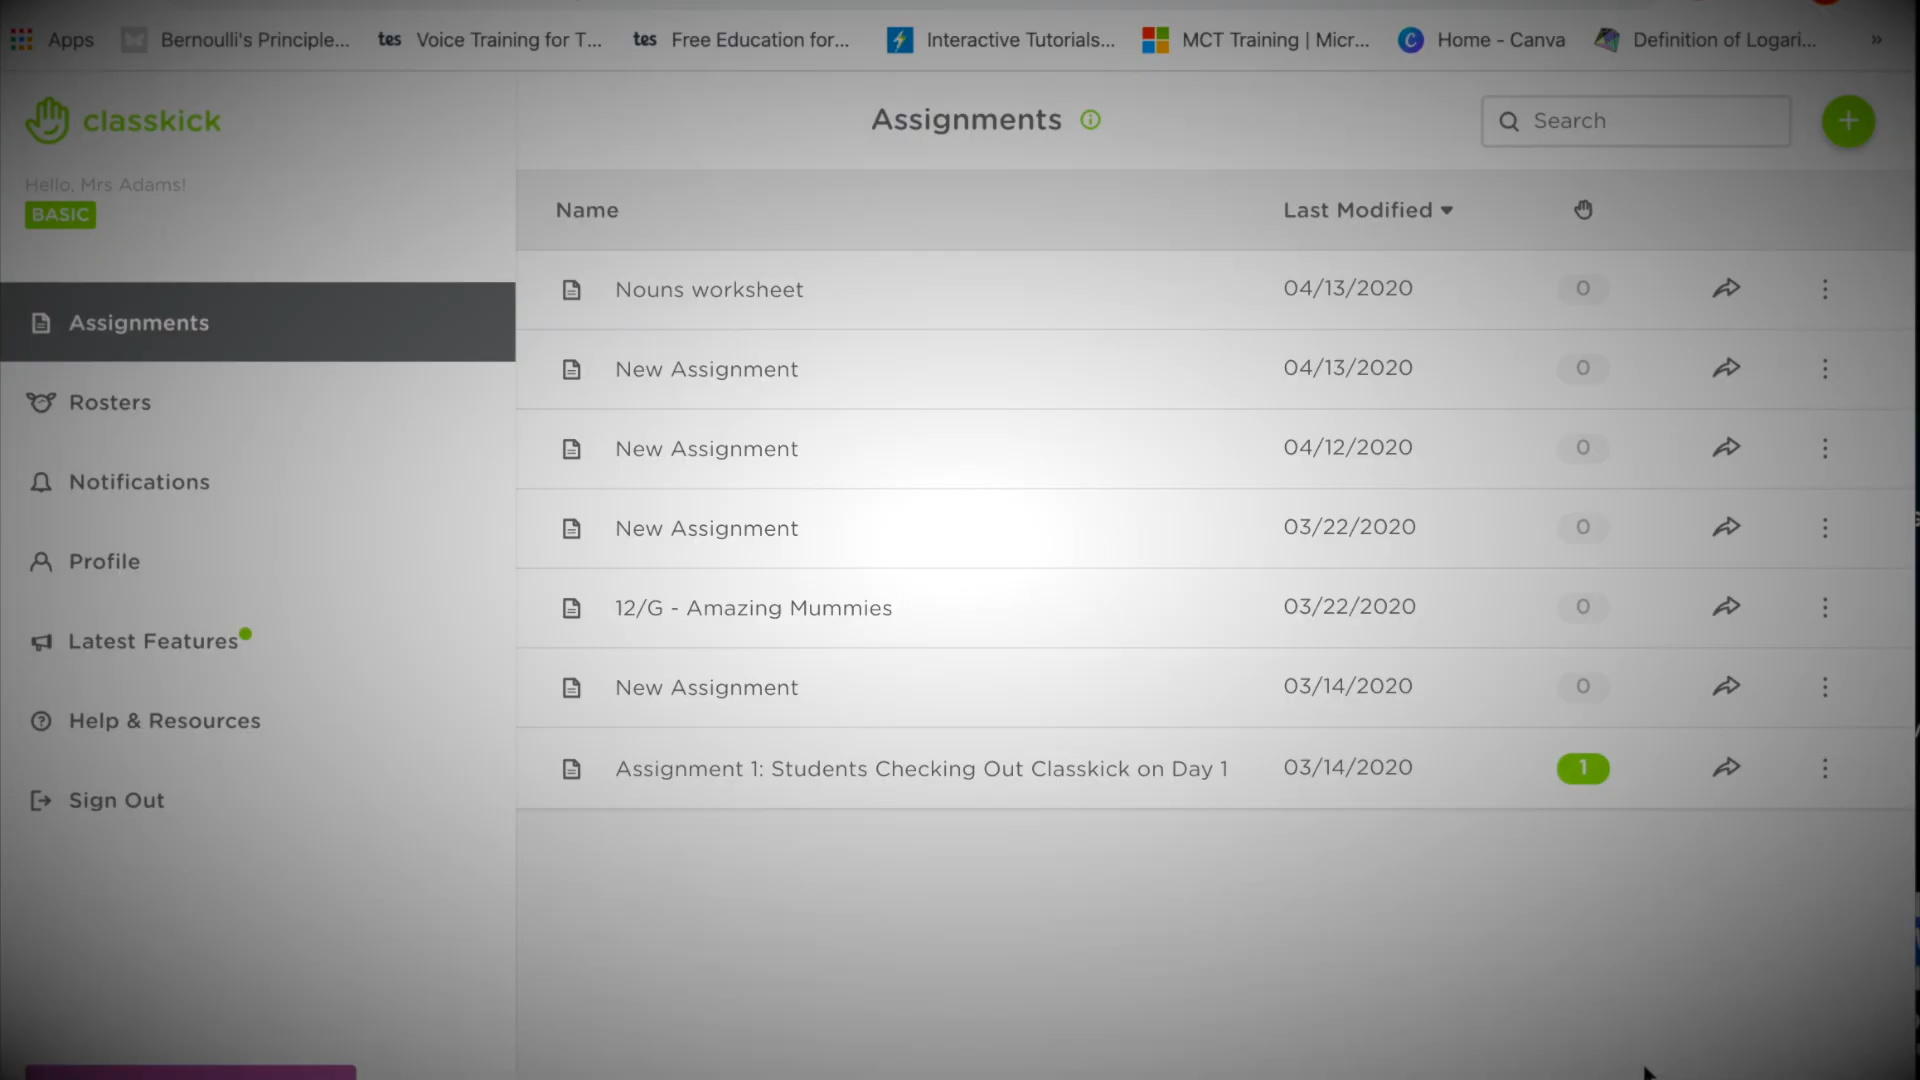 Apps Bernoulli's Principle... tes Voice Training for T... tes Free Education for... Interactive Tutorials... MCT Training | Micr... C Home - Canva Definition of Logari... »
classkick
Hello, Mrs Adams!
BASIC
Assignments
Rosters
Notifications
Profile
Latest Features
Help & Resources
Sign Out
Assignments
Search
Name Last Modified
Nouns worksheet 04/13/2020 0
New Assignment 04/13/2020 0
New Assignment 04/12/2020 0
New Assignment 03/22/2020 0
12/G - Amazing Mummies 03/22/2020 0
New Assignment 03/14/2020 0
Assignment 1: Students Checking Out Classkick on Day 1 03/14/2020 1